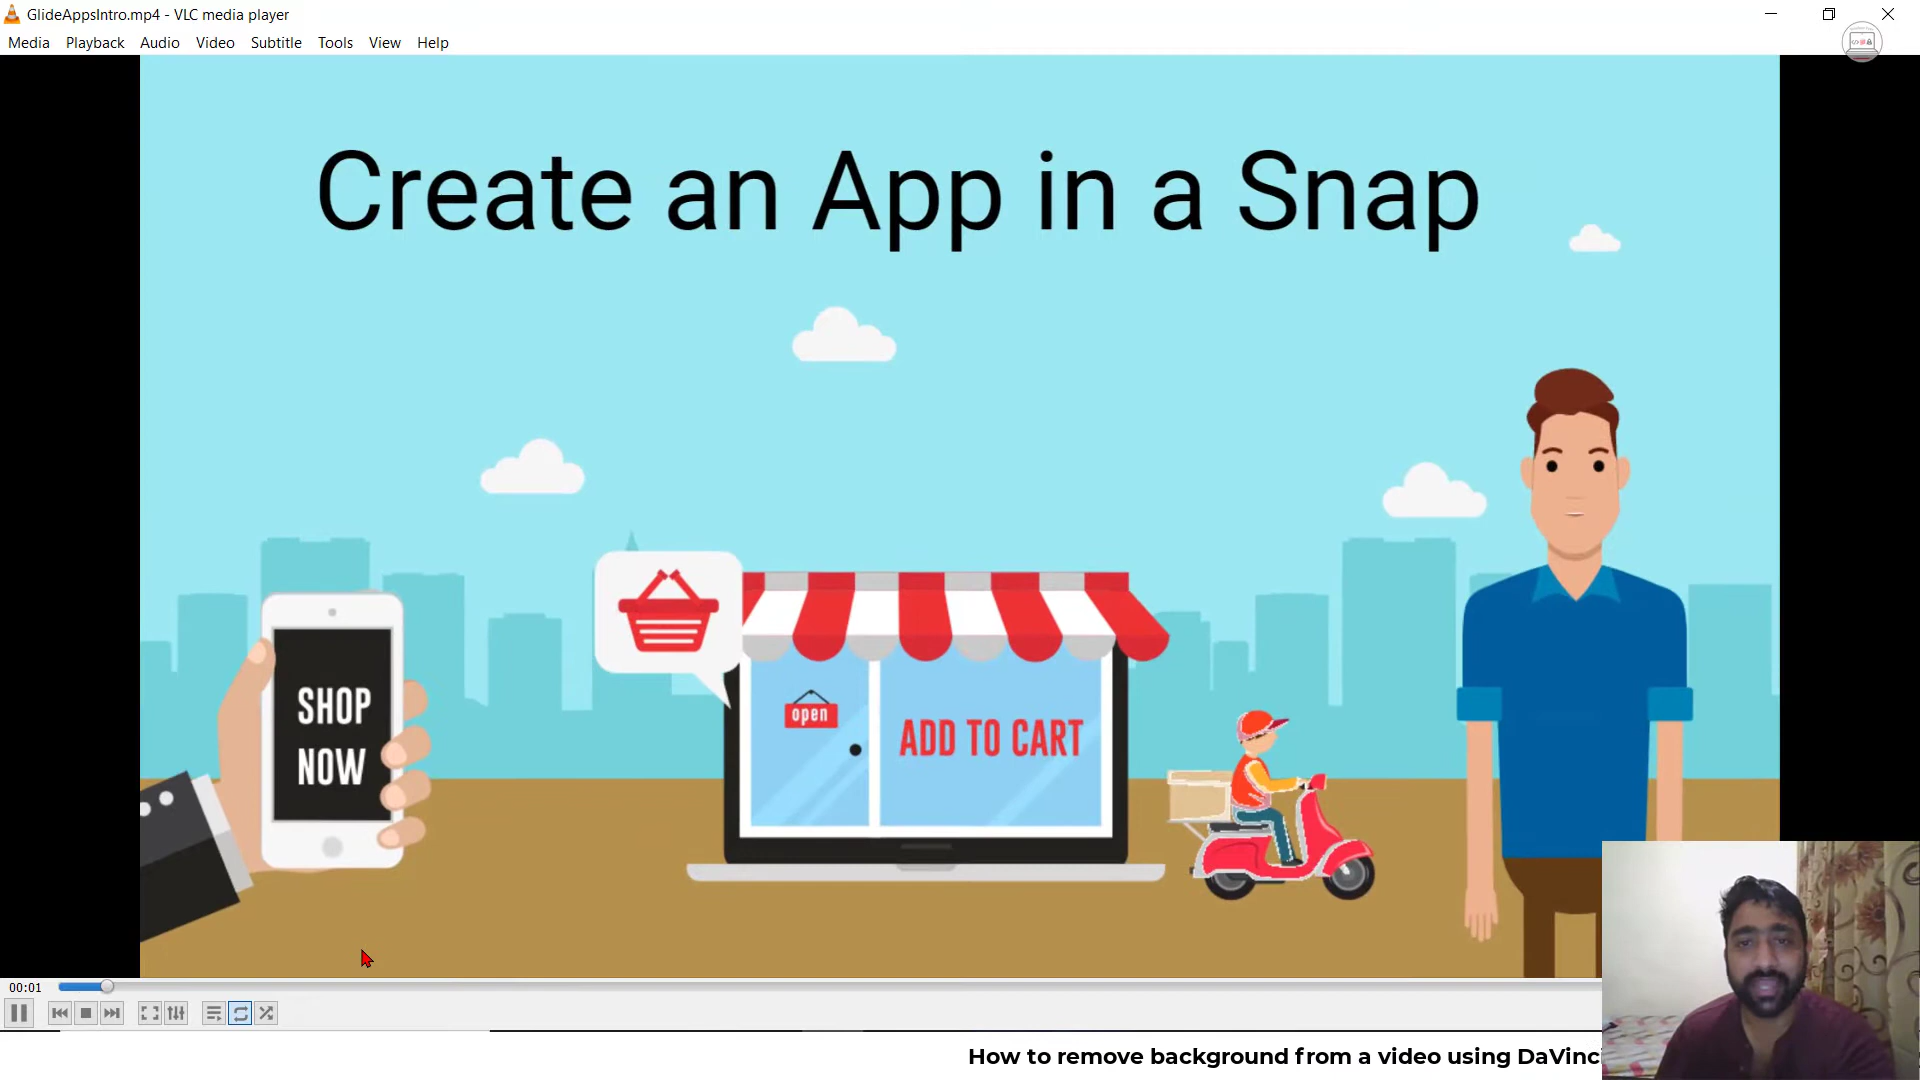 GlideAppsIntro.mp4 - VLC media player
Media Playback Audio Video Subtitle Tools View Help
Create an App in a Snap
SHOP
NOW
open
ADD TO CART
00:01
How to remove background from a video using DaVinci